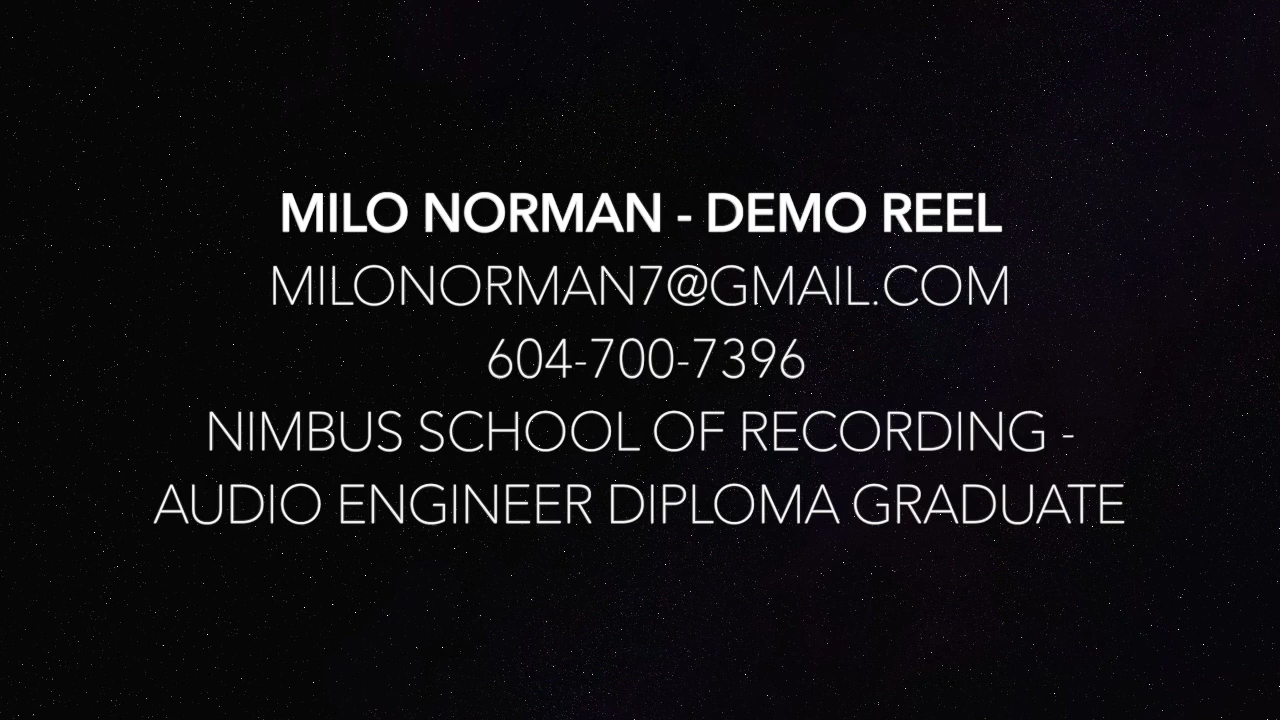 MILO NORMAN - DEMO REEL
MILONORMAN7@GMAIL.COM
604-700-7396
NIMBUS SCHOOL OF RECORDING -
AUDIO ENGINEER DIPLOMA GRADUATE